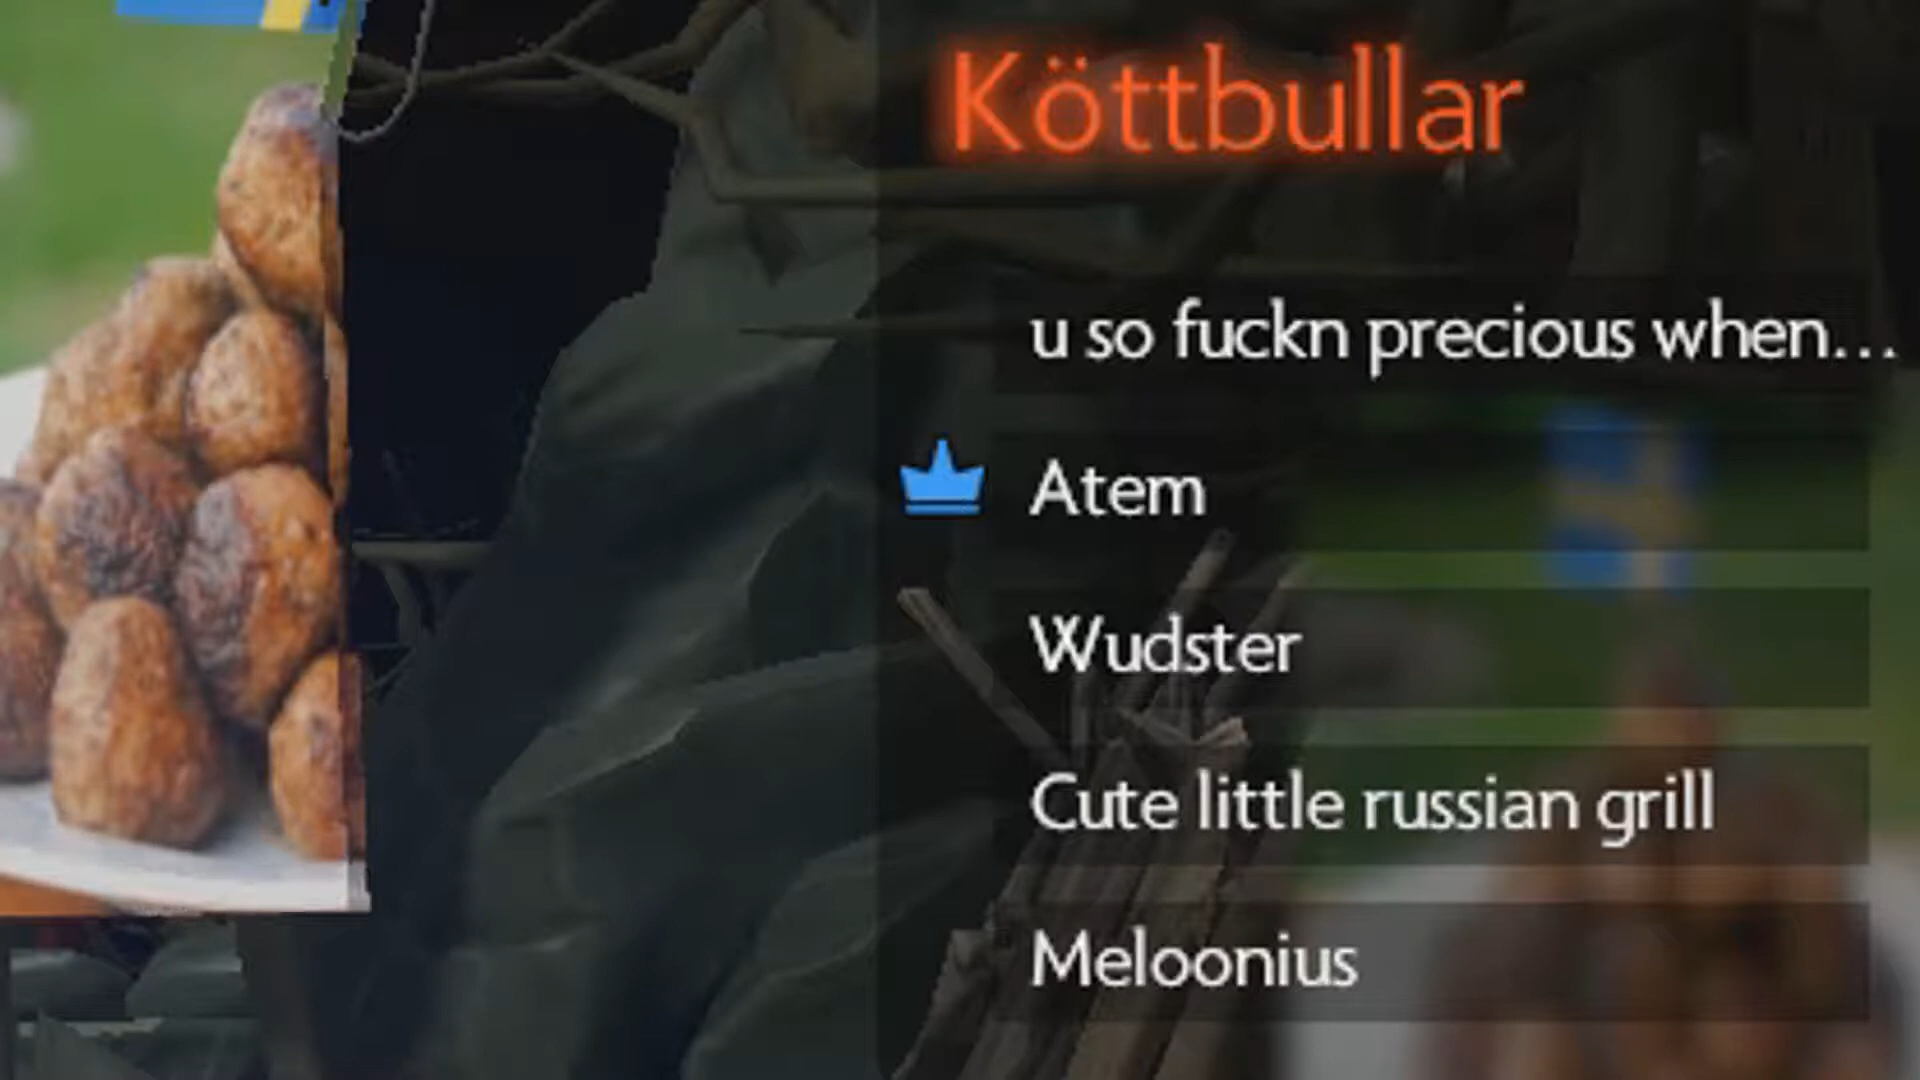 Köttbullar
u so fuckn precious when...
Atem
Wudster
Cute little russian grill
Meloonius